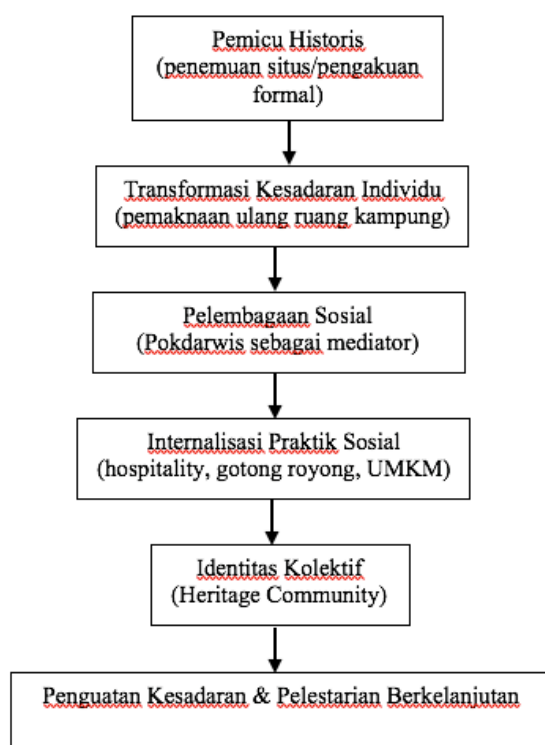 Pemicu Historis
(penemuan situs/pengakuan
formal)
Transformasi Kesadaran Individu
(pemaknaan ulang ruang kampung)
Pelembagaan Sosial
(Pokdarwis sebagai mediator)
Internalisasi Praktik Sosial
(hospitality, gotong royong, UMKM)
Identitas Kolektif
(Heritage Community)
Penguatan Kesadaran & Pelestarian Berkelanjutan